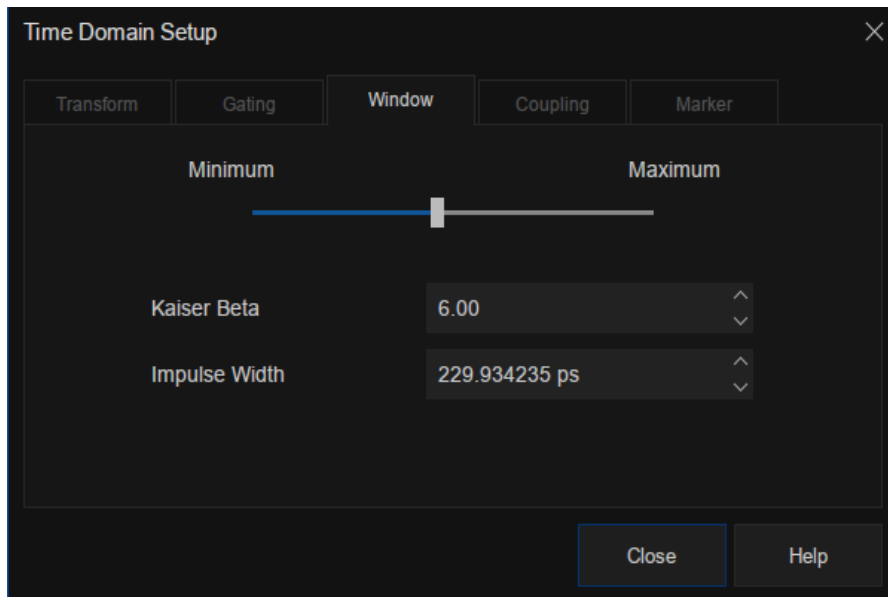 Time Domain Setup
Transform Gating Window Coupling Marker
Minimum Maximum
Kaiser Beta 6.00
Impulse Width 229.934235 ps
Close Help